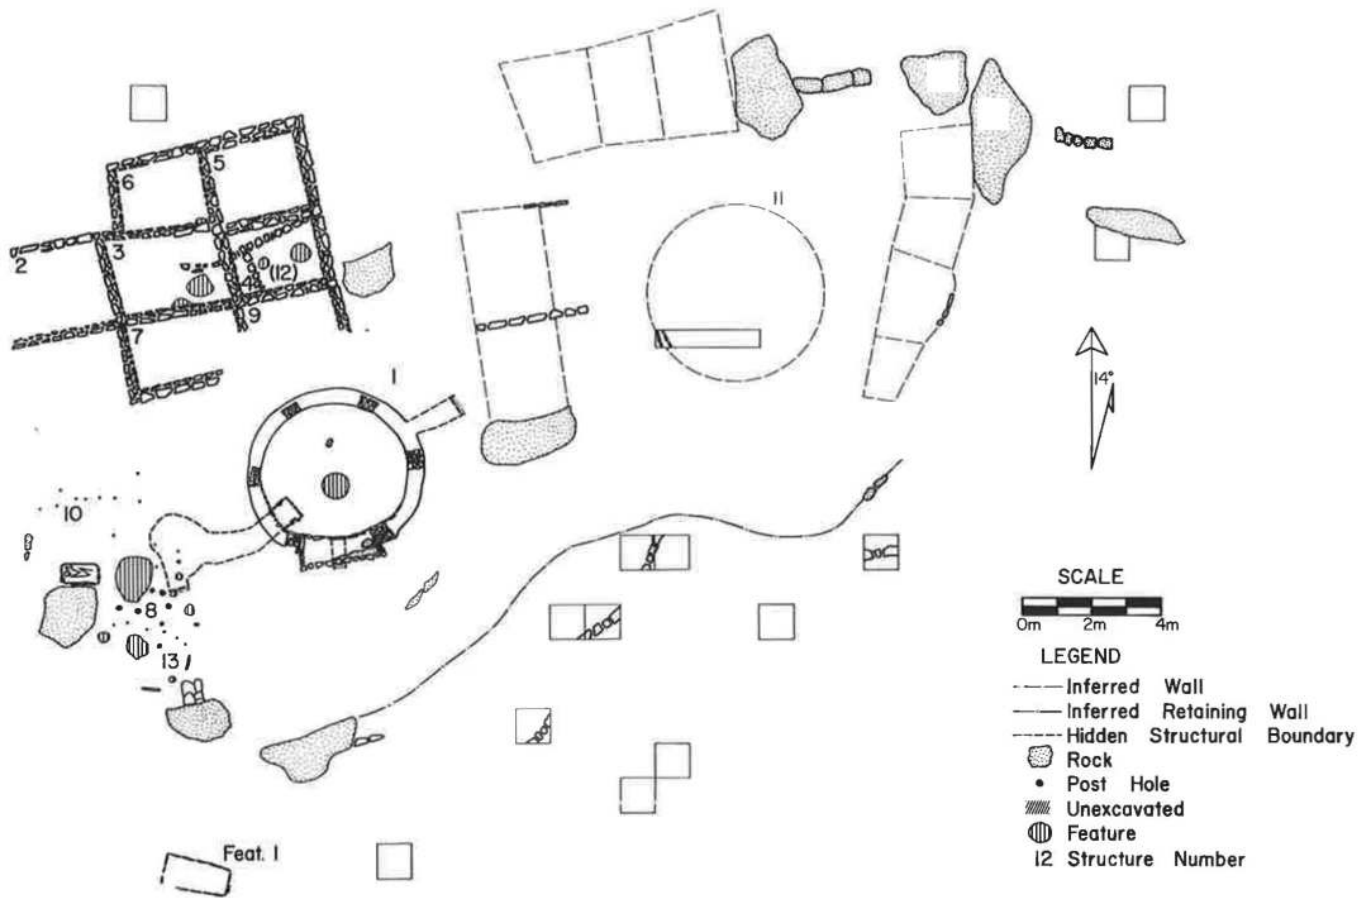 11
5
6
3
2
(12)
4
9
7
1
14°
10
8
13
SCALE
0m 2m 4m
LEGEND
Inferred Wall
Inferred Retaining Wall
Hidden Structural Boundary
Rock
Post Hole
Unexcavated
Feature
12 Structure Number
Feat. 1